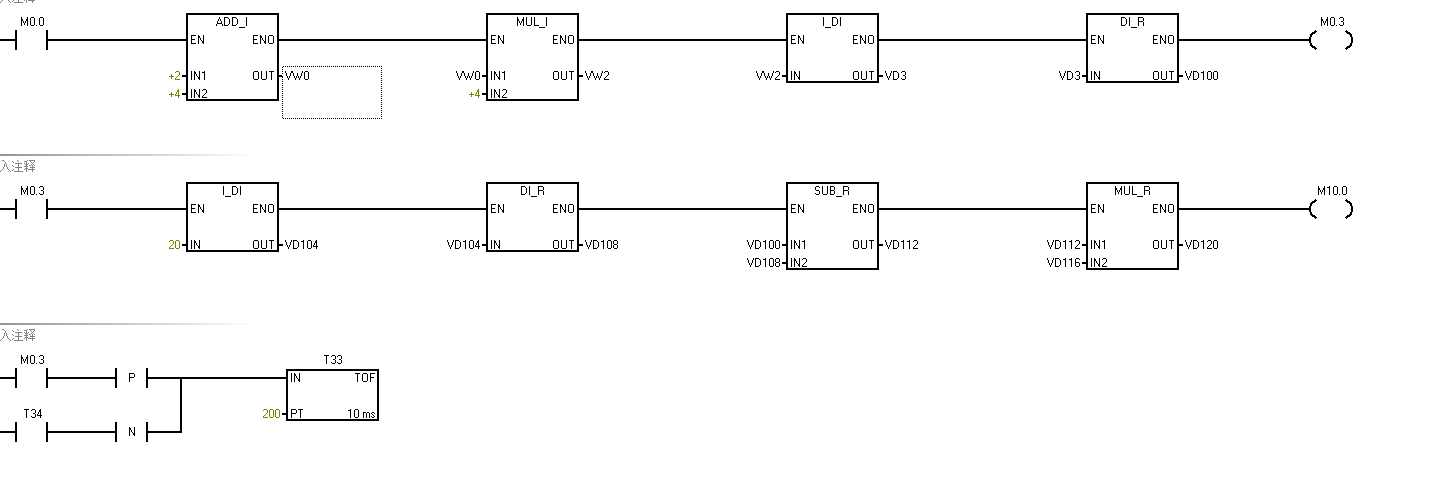 入注释
M0.0 ADD_I MUL_I I_DI DI_R M0.3
EN ENO EN ENO EN ENO EN ENO
+2 IN1 OUT VW0 VW0 IN1 OUT VW2 VW2 IN OUT VD3 VD3 IN OUT VD100
+4 IN2 +4 IN2
入注释
M0.3 I_DI DI_R SUB_R MUL_R M10.0
EN ENO EN ENO EN ENO EN ENO
20 IN OUT VD104 VD104 IN OUT VD108 VD100 IN1 OUT VD112 VD112 IN1 OUT VD120
VD108 IN2 VD116 IN2
入注释
M0.3 T33
P IN TOF
200 PT 10 ms
T34
N